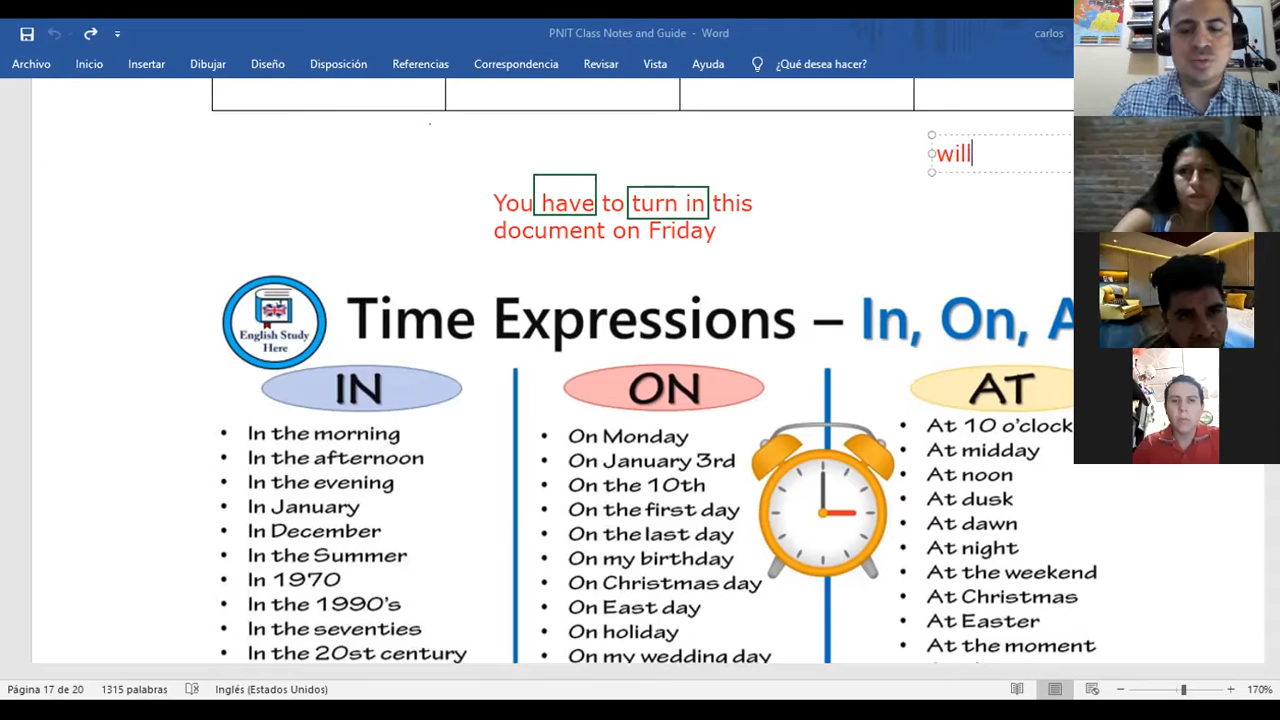 PNIT Class Notes and Guide - Word
carlos
Archivo Inicio Insertar Dibujar Diseño Disposición Referencias Correspondencia Revisar Vista Ayuda ¿Qué desea hacer?
will
You have to turn in this
document on Friday
English Study
Here
Time Expressions – In, On,
IN
In the morning
In the afternoon
In the evening
In January
In December
In the Summer
In 1970
In the 1990's
In the seventies
In the 20st century
ON
On Monday
On January 3rd
On the 10th
On the first day
On the last day
On my birthday
On Christmas day
On East day
On holiday
On my wedding day
AT
At 10 o'clock
At midday
At noon
At dusk
At dawn
At night
At the weekend
At Christmas
At Easter
At the moment
Página 17 de 20 1315 palabras Inglés (Estados Unidos) 170%